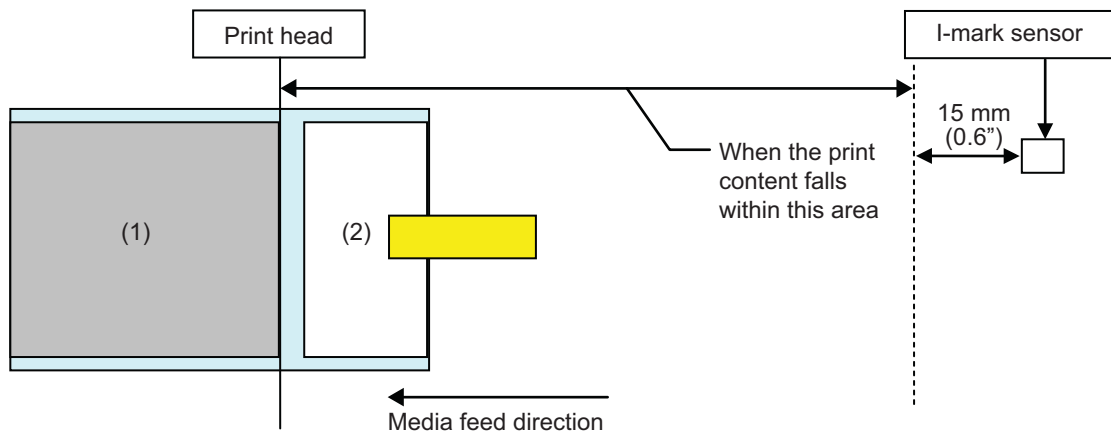 Print head
I-mark sensor
15 mm
(0.6”)
When the print
content falls
within this area
(1)
(2)
Media feed direction